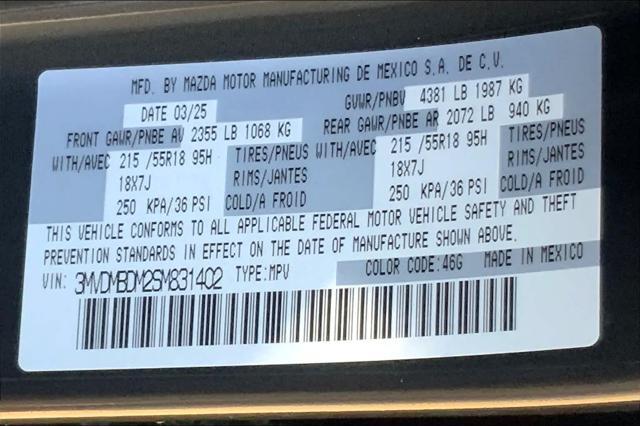 MFD. BY MAZDA MOTOR MANUFACTURING DE MEXICO S.A. DE C.V.
DATE 03/25 GVWR/PNBV 4381 LB 1987 KG
FRONT GAWR/PNBE AV 2355 LB 1068 KG REAR GAWR/PNBE AR 2072 LB 940 KG
WITH/AVEC 215 /55R18 95H TIRES/PNEUS WITH/AVEC 215 /55R18 95H TIRES/PNEUS
18X7J RIMS/JANTES 18X7J RIMS/JANTES
250 KPA/36 PSI COLD/A FROID 250 KPA/36 PSI COLD/A FROID
THIS VEHICLE CONFORMS TO ALL APPLICABLE FEDERAL MOTOR VEHICLE SAFETY AND THEFT
PREVENTION STANDARDS IN EFFECT ON THE DATE OF MANUFACTURE SHOWN ABOVE.
VIN: 3MVDMBDM2SM831402 TYPE:MPV COLOR CODE:46G MADE IN MEXICO